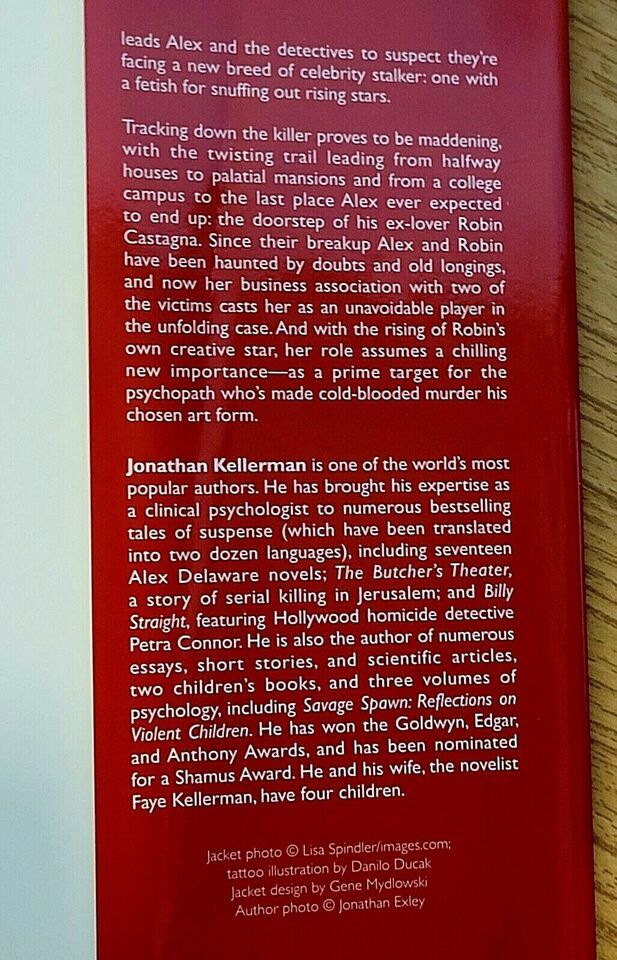 leads Alex and the detectives to suspect they're
facing a new breed of celebrity stalker: one with
a fetish for snuffing out rising stars.
Tracking down the killer proves to be maddening,
with the twisting trail leading from halfway
houses to palatial mansions and from a college
campus to the last place Alex ever expected
to end up: the doorstep of his ex-lover Robin
Castagna. Since their breakup Alex and Robin
have been haunted by doubts and old longings,
and now her business association with two of
the victims casts her as an unavoidable player in
the unfolding case. And with the rising of Robin's
own creative star, her role assumes a chilling
new importance—as a prime target for the
psychopath who's made cold-blooded murder his
chosen art form.
Jonathan Kellerman is one of the world's most
popular authors. He has brought his expertise as
a clinical psychologist to numerous bestselling
tales of suspense (which have been translated
into two dozen languages), including seventeen
Alex Delaware novels; The Butcher's Theater,
a story of serial killing in Jerusalem; and Billy
Straight, featuring Hollywood homicide detective
Petra Connor. He is also the author of numerous
essays, short stories, and scientific articles,
two children's books, and three volumes of
psychology, including Savage Spawn: Reflections on
Violent Children. He has won the Goldwyn, Edgar,
and Anthony Awards, and has been nominated
for a Shamus Award. He and his wife, the novelist
Faye Kellerman, have four children.
Jacket photo © Lisa Spindler/images.com;
tattoo illustration by Danilo Ducak
Jacket design by Gene Mydlowski
Author photo © Jonathan Exley